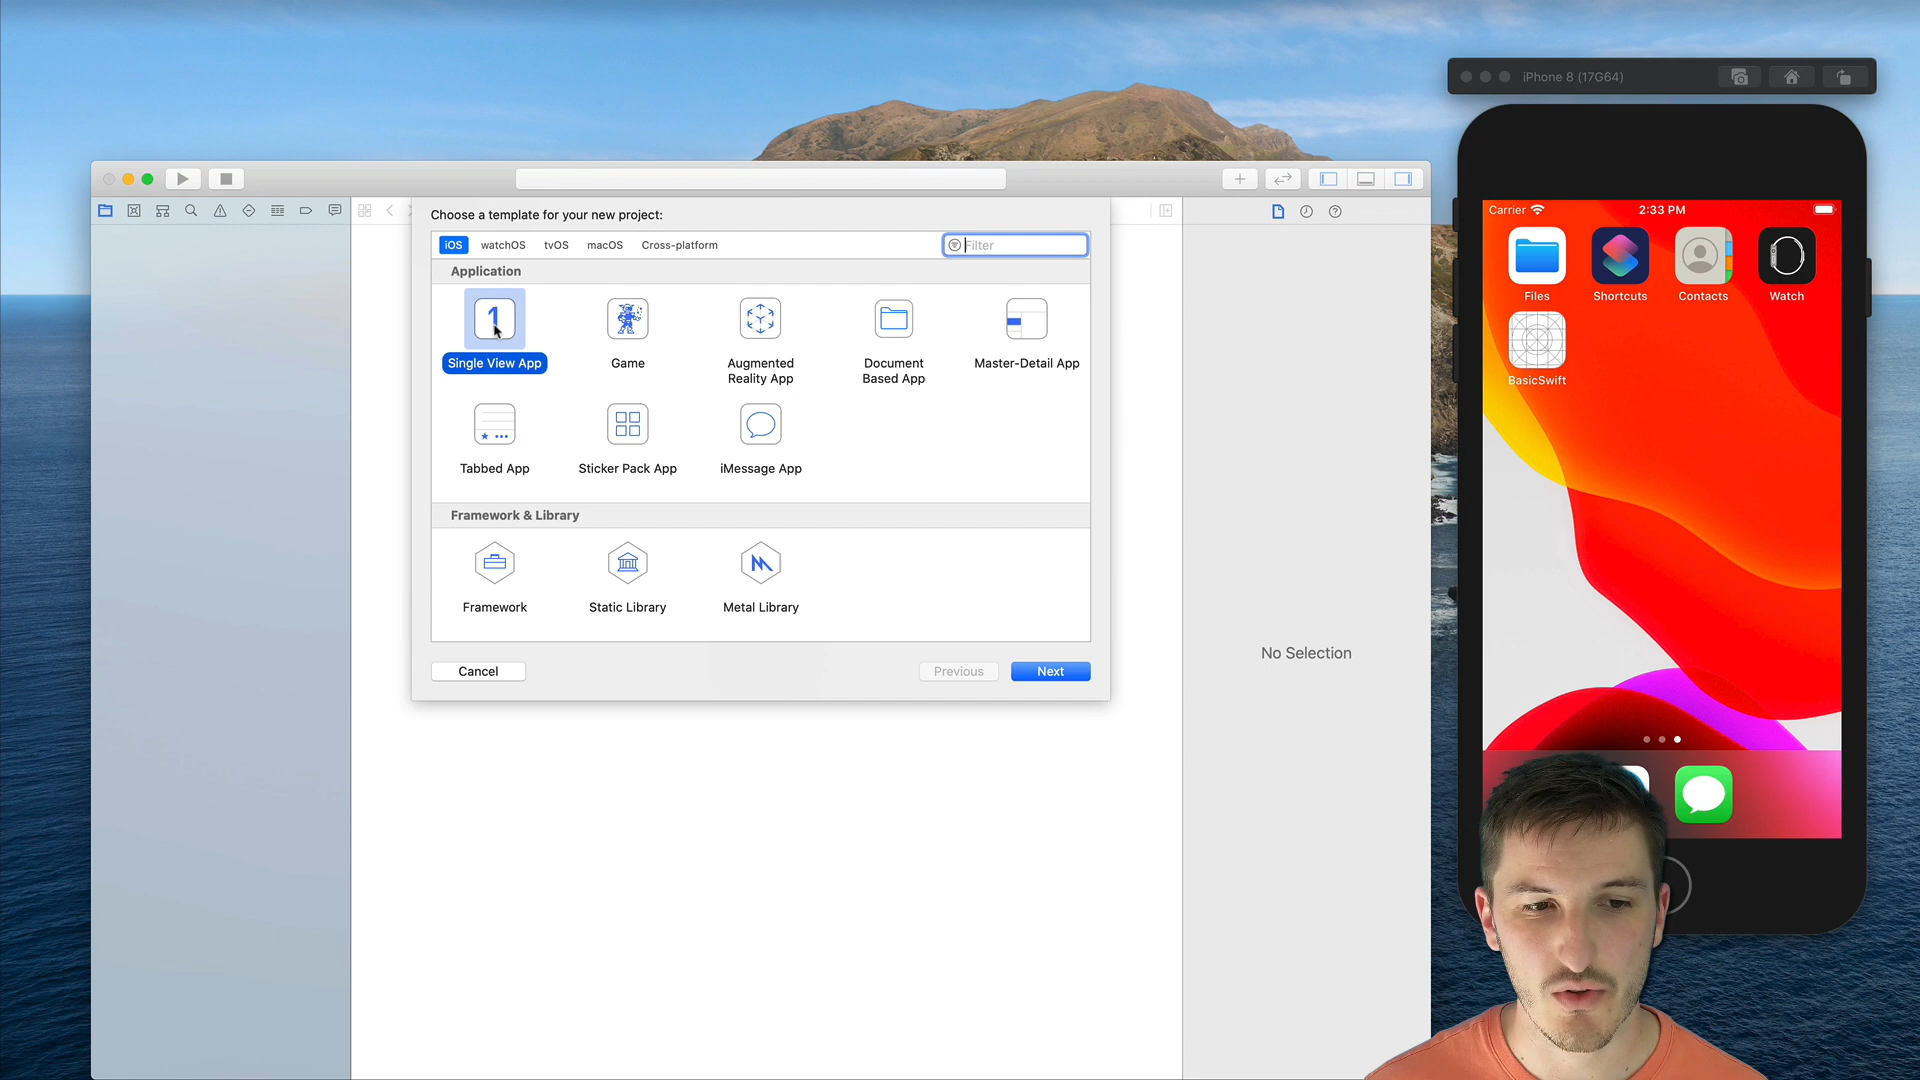 iPhone 8 (17G64)
Choose a template for your new project:
iOS watchOS tvOS macOS Cross-platform Filter
Application
1
Single View App Game Augmented Reality App Document Based App Master-Detail App
Tabbed App Sticker Pack App iMessage App
Framework & Library
Framework Static Library Metal Library
Cancel Previous Next
No Selection
Carrier 2:33 PM
Files Shortcuts Contacts Watch
BasicSwift